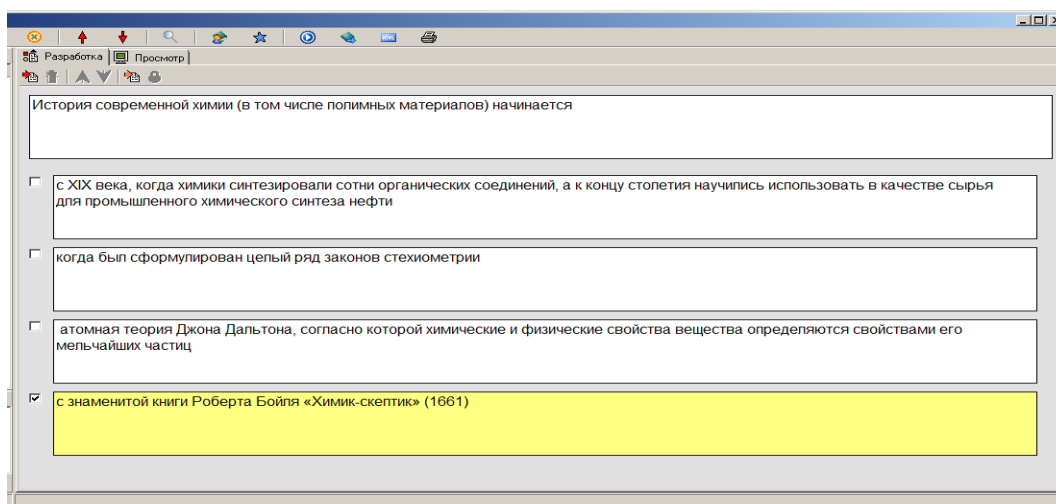 Разработка Просмотр
История современной химии (в том числе полимных материалов) начинается
с XIX века, когда химики синтезировали сотни органических соединений, а к концу столетия научились использовать в качестве сырья
для промышленного химического синтеза нефти
когда был сформулирован целый ряд законов стехиометрии
атомная теория Джона Дальтона, согласно которой химические и физические свойства вещества определяются свойствами его
мельчайших частиц
с знаменитой книги Роберта Бойля «Химик-скептик» (1661)